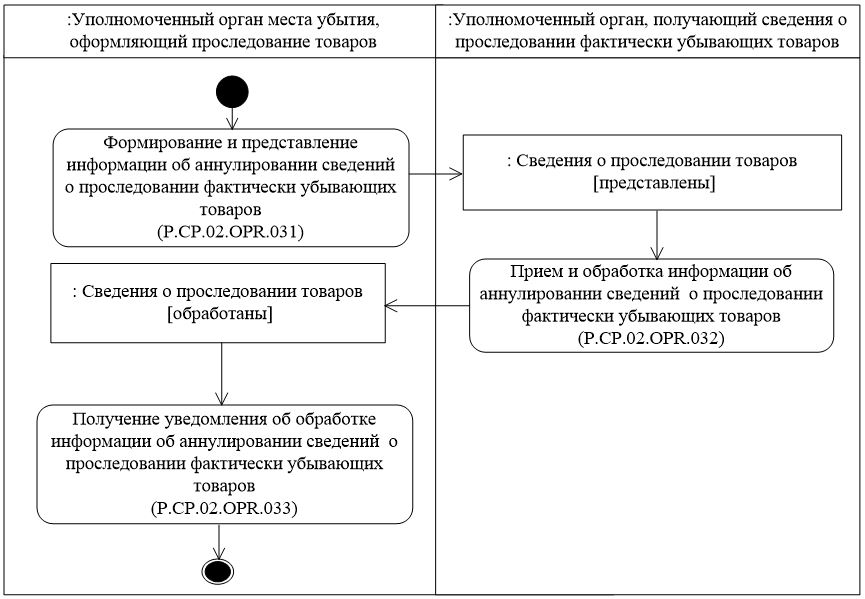 :Уполномоченный орган места убытия,
оформляющий проследование товаров
:Уполномоченный орган, получающий сведения о
проследовании фактически убывающих товаров
Формирование и представление
информации об аннулировании сведений
о проследовании фактически убывающих
товаров
(P.CP.02.OPR.031)
: Сведения о проследовании товаров
[представлены]
Прием и обработка информации об
аннулировании сведений о проследовании
фактически убывающих товаров
(P.CP.02.OPR.032)
: Сведения о проследовании товаров
[обработаны]
Получение уведомления об обработке
информации об аннулировании сведений о
проследовании фактически убывающих
товаров
(P.CP.02.OPR.033)